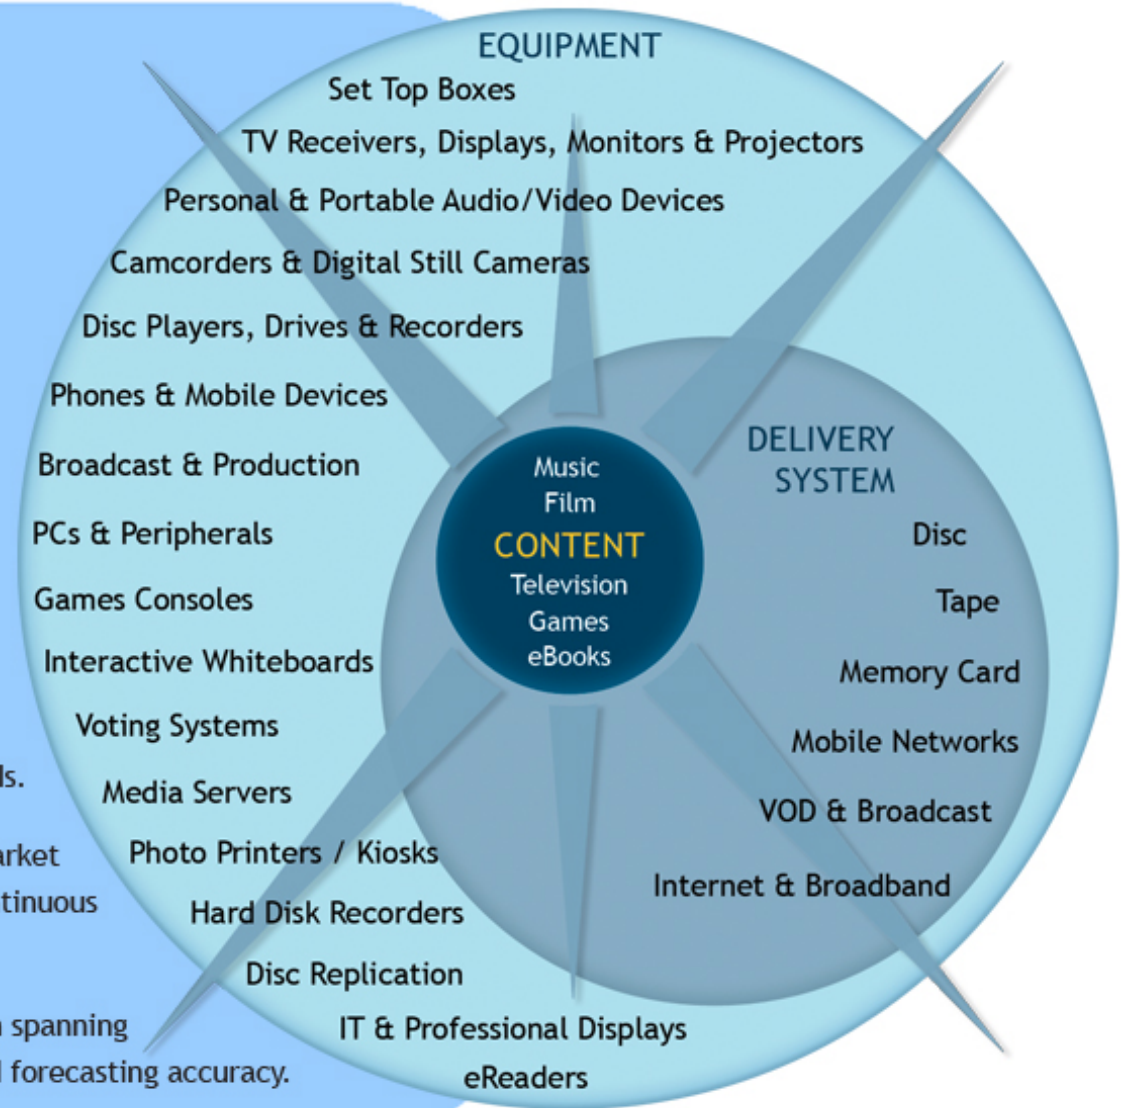 EQUIPMENT
Set Top Boxes
TV Receivers, Displays, Monitors & Projectors
Personal & Portable Audio/Video Devices
Camcorders & Digital Still Cameras
Disc Players, Drives & Recorders
Phones & Mobile Devices
Broadcast & Production
PCs & Peripherals
Games Consoles
Interactive Whiteboards
Voting Systems
Media Servers
Photo Printers / Kiosks
Hard Disk Recorders
Disc Replication
IT & Professional Displays
eReaders
Music
Film
CONTENT
Television
Games
eBooks
DELIVERY
SYSTEM
Disc
Tape
Memory Card
Mobile Networks
VOD & Broadcast
Internet & Broadband
spanning
forecasting accuracy.